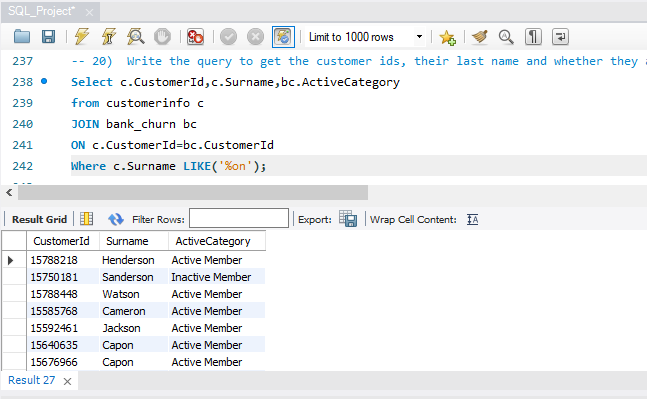 SQL_Project*
Limit to 1000 rows
237 -- 20) Write the query to get the customer ids, their last name and whether they
238 Select c.CustomerId,c.Surname,bc.ActiveCategory
239 from customerinfo c
240 JOIN bank_churn bc
241 ON c.CustomerId=bc.CustomerId
242 Where c.Surname LIKE('%on');
Result Grid Filter Rows: Export: Wrap Cell Content: IA
CustomerId Surname ActiveCategory
15788218 Henderson Active Member
15750181 Sanderson Inactive Member
15788448 Watson Active Member
15585768 Cameron Active Member
15592461 Jackson Active Member
15640635 Capon Active Member
15676966 Capon Active Member
Result 27